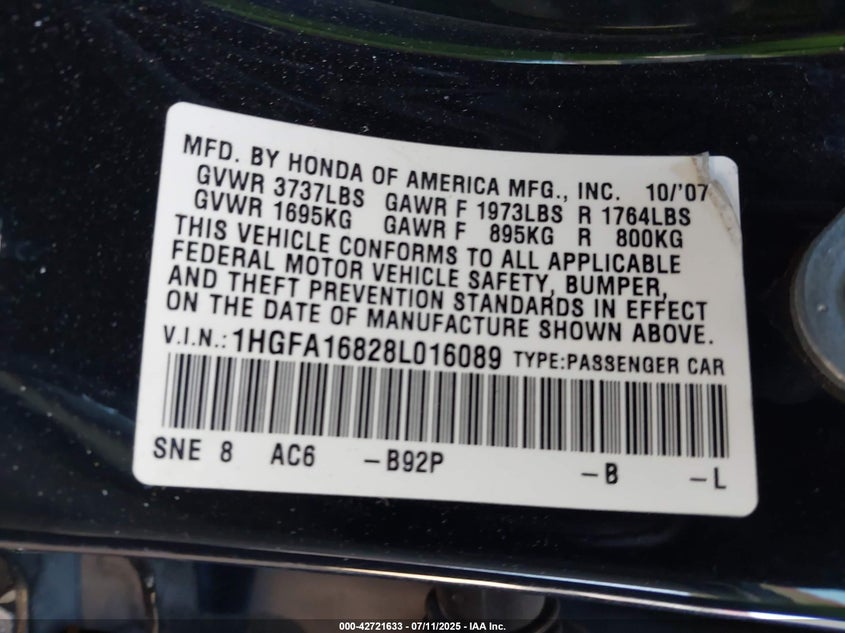 MFD. BY HONDA OF AMERICA MFG., INC. 10/'07
GVWR 3737LBS GAWR F 1973LBS R 1764LBS
GVWR 1695KG GAWR F 895KG R 800KG
THIS VEHICLE CONFORMS TO ALL APPLICABLE
FEDERAL MOTOR VEHICLE SAFETY, BUMPER,
AND THEFT PREVENTION STANDARDS IN EFFECT
ON THE DATE OF MANUFACTURE SHOWN ABOVE.
V.I.N.: 1HGFA16828L016089 TYPE:PASSENGER CAR
SNE 8 AC6 -B92P -B -L
000-42721633 - 07/11/2025 - IAA Inc.